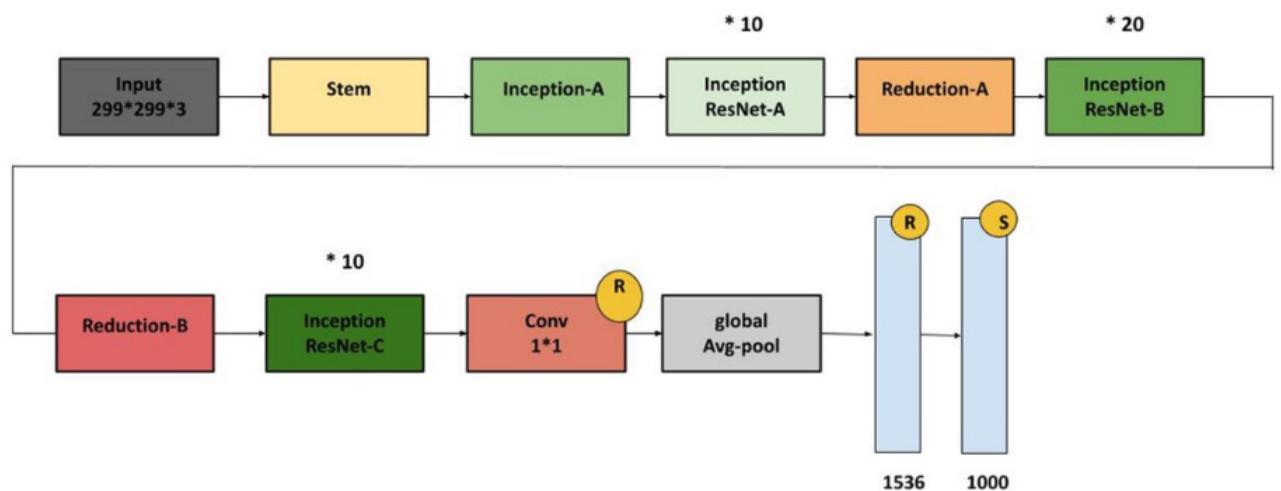 * 10
* 20
Input
299*299*3
Stem
Inception-A
Inception
ResNet-A
Reduction-A
Inception
ResNet-B
R
S
* 10
R
Reduction-B
Inception
ResNet-C
Conv
1*1
global
Avg-pool
1536
1000